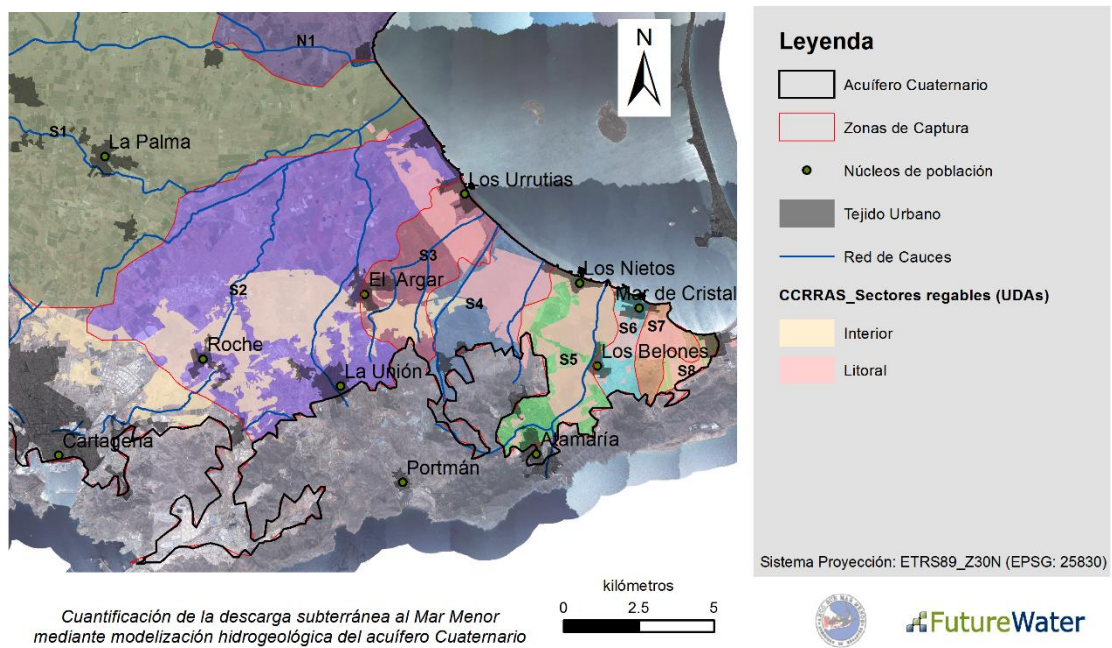 N1
N
S1
La Palma
Los Urrutias
S3
El Argar
S2
S4
Los Nietos
Mar de Cristal
S6
S7
Roche
S5
Los Belones
S8
La Unión
Cartagena
Atamaría
Portmán
Leyenda
Acuífero Cuaternario
Zonas de Captura
Núcleos de población
Tejido Urbano
Red de Cauces
CCRRAS_Sectores regables (UDAs)
Interior
Litoral
Sistema Proyección: ETRS89_Z30N (EPSG: 25830)
Cuantificación de la descarga subterránea al Mar Menor
mediante modelización hidrogeológica del acuífero Cuaternario
kilómetros
0 2.5 5
FutureWater